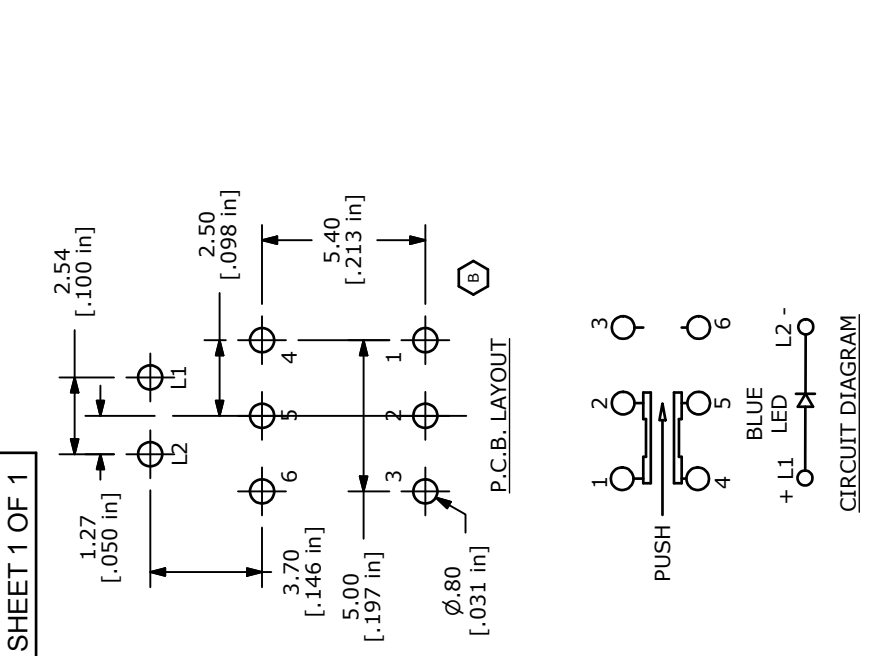 SHEET 1 OF 1
2.54
[.100 in]
1.27
[.050 in]
2.50
[.098 in]
5.40
[.213 in]
3.70
[.146 in]
5.00
[.197 in]
Ø.80
[.031 in]
L2
L1
6
5
4
3
2
1
B
P.C.B. LAYOUT
1
2
3
PUSH
4
5
6
BLUE
LED
+ L1
L2 -
CIRCUIT DIAGRAM